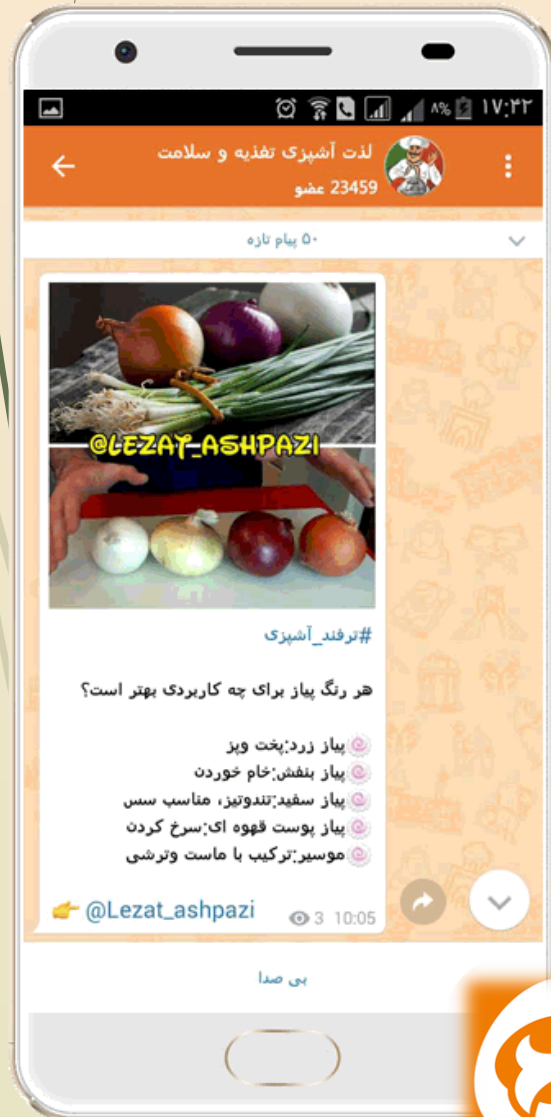 ۸% ۱۷:۴۲
لذت آشپزی تغذیه و سلامت
23459 عضو
۵۰ پیام تازه
@LEZAT_ASHPAZI
#ترفند_آشپزی
هر رنگ پیاز برای چه کاربردی بهتر است؟
پیاز زرد:پخت وپز
پیاز بنفش:خام خوردن
پیاز سفید:تندوتیز، مناسب سس
پیاز پوست قهوه ای:سرخ کردن
موسیر:ترکیب با ماست وترشی
👉 @Lezat_ashpazi
3 10:05
بی صدا